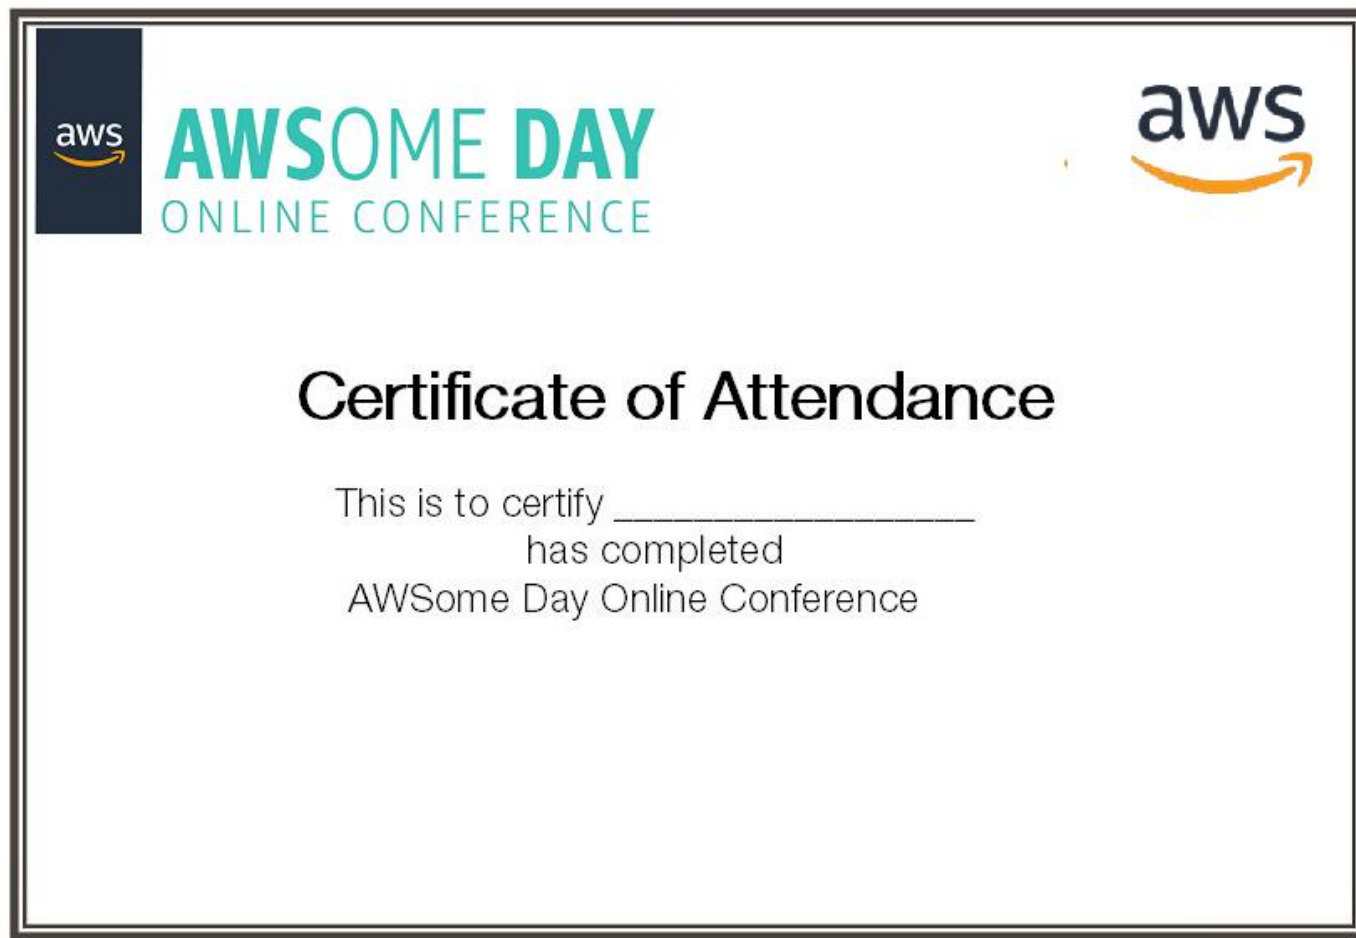 aws
AWSOME DAY
ONLINE CONFERENCE
aws
Certificate of Attendance
This is to certify __________________
has completed
AWSome Day Online Conference